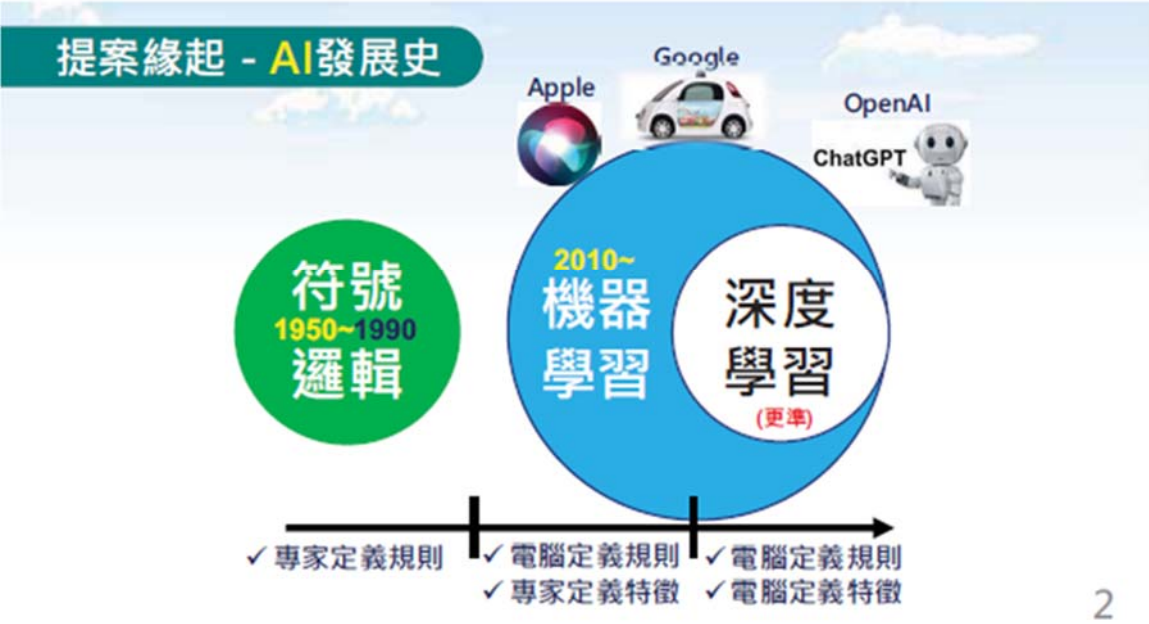 提案緣起 - AI發展史
Apple
Google
OpenAI
ChatGPT
符號
1950~1990
邏輯
2010~
機器
學習
深度
學習
(更準)
✓ 專家定義規則
✓ 電腦定義規則
✓ 專家定義特徵
✓ 電腦定義規則
✓ 電腦定義特徵
2